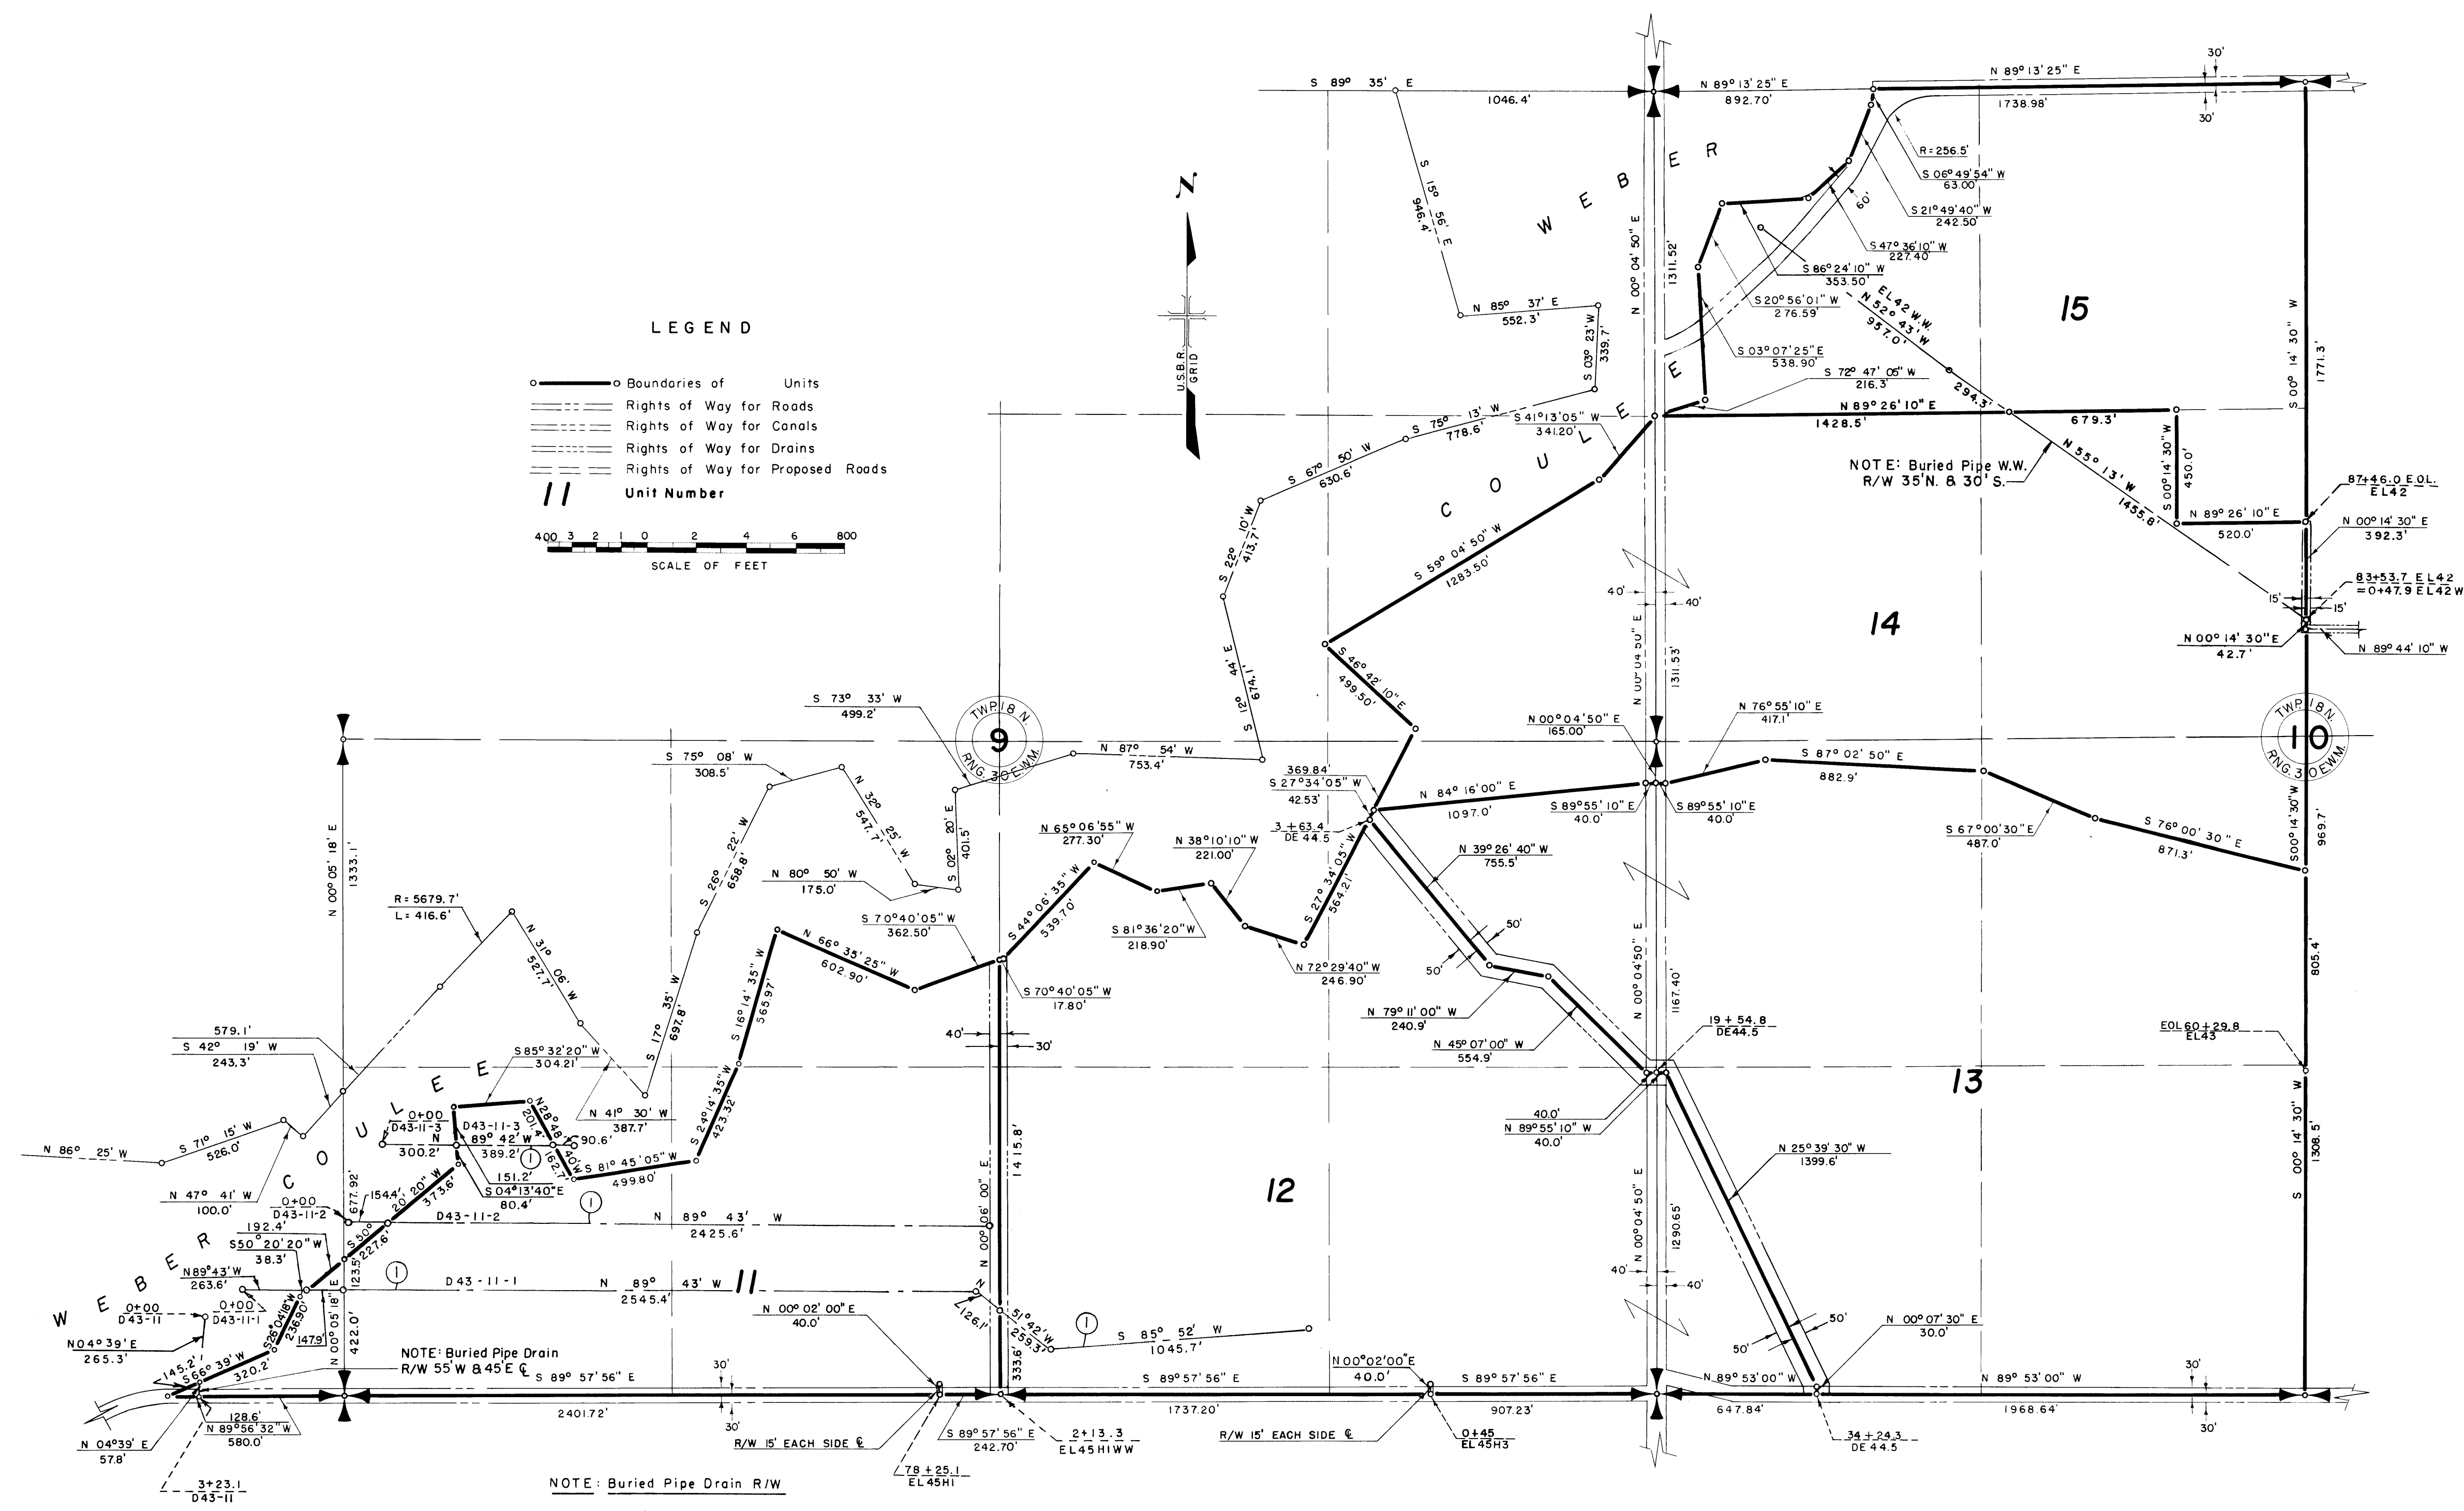 S 89° 35' E
1046.4'
N 89° 13' 25" E
892.70'
N 89° 13' 25" E
1738.98'
30'
30'
R=256.5'
S 06° 49' 54" W
63.00'
S 21° 49' 40" W
242.50'
60'
S 47° 36' 10" W
227.40'
S 86° 24' 10" W
353.50'
S 20° 56' 01" W
276.59'
S 03° 07' 25" E
538.90'
S 72° 47' 05" W
216.3'
EL42 W.W.
N 52° 43' W
957.0'
294.3'
15
S 00° 14' 30" W
1771.3'
S 15° 56' E
946.4'
WEBER
COULEE
N 00° 04' 50" E
1311.52'
N 85° 37' E
552.3'
S 03° 23' W
339.7'
S 75° 13' W
778.6'
S 67° 50' W
630.6'
S 22° 10' W
413.7'
S 12° 44' E
674.1'
S 41° 13' 05" W
341.20'
S 59° 04' 50" W
1283.50'
S 46° 42' 10" E
499.50'
N 89° 26' 10" E
1428.5'
679.3'
NOTE: Buried Pipe W.W.
R/W 35' N. & 30' S.
N 55° 13' W
1455.8'
S 00° 14' 30" W
450.0'
N 89° 26' 10" E
520.0'
87+46.0 E.O.L.
EL42
N 00° 14' 30" E
392.3'
83+53.7 EL42
=0+47.9 EL42W
15'
15'
N 00° 14' 30" E
42.7'
N 89° 44' 10" W
N
U.S.B.R.
GRID
LEGEND
Boundaries of Units
Rights of Way for Roads
Rights of Way for Canals
Rights of Way for Drains
Rights of Way for Proposed Roads
11 Unit Number
400 3 2 1 0 2 4 6 800
SCALE OF FEET
40'
40'
N 00° 04' 50" E
1311.53'
14
N 00° 04' 50" E
165.00'
N 76° 55' 10" E
417.1'
S 87° 02' 50" E
882.9'
S 67° 00' 30" E
487.0'
S 76° 00' 30" E
871.3'
TWP. 18 N.
10
RNG. 30 E.W.M.
S 00° 14' 30" W
969.7'
TWP. 18 N.
9
RNG. 30 E.W.M.
S 73° 33' W
499.2'
N 87° 54' W
753.4'
S 75° 08' W
308.5'
N 32° 25' W
547.7'
S 02° 20' E
401.5'
N 80° 50' W
175.0'
S 26° 22' W
658.8'
S 17° 35' W
697.8'
N 00° 05' 18" E
1333.1'
R=5679.7'
L=416.6'
N 31° 06' W
527.7'
N 41° 30' W
387.7'
579.1'
S 42° 19' W
243.3'
S 71° 15' W
526.0'
N 86° 25' W
N 47° 41' W
100.0'
369.84'
S 27° 34' 05" W
42.53'
3+63.4
DE 44.5
N 84° 16' 00" E
1097.0'
S 89° 55' 10" E
40.0'
S 89° 55' 10" E
40.0'
N 65° 06' 55" W
277.30'
N 38° 10' 10" W
221.00'
S 44° 06' 35" W
539.70'
S 81° 36' 20" W
218.90'
N 72° 29' 40" W
246.90'
S 27° 34' 05" W
564.21'
N 39° 26' 40" W
755.5'
50'
50'
N 79° 11' 00" W
240.9'
N 45° 07' 00" W
554.9'
19+54.8
DE44.5
N 00° 04' 50" E
1167.40'
805.4'
EOL 60+29.8
EL43
13
40.0'
N 89° 55' 10" W
40.0'
N 25° 39' 30" W
1399.6'
S 00° 14' 30" W
1308.5'
S 70° 40' 05" W
362.50'
S 70° 40' 05" W
17.80'
N 66° 35' 25" W
602.90'
S 16° 14' 35" W
565.97'
S 24° 14' 35" W
423.32'
40'
30'
S 85° 32' 20" W
304.21'
COULEE
0+00
D43-11-3
D43-11-3
N 89° 42' W
300.2'
389.2'
1
90.6'
N 28° 48' 40" W
201.4'
162.7'
S 81° 45' 05" W
499.80'
151.2'
S 04° 13' 40" E
80.4'
677.92'
154.4'
0+00
D43-11-2
D43-11-2
1
N 89° 43' W
2425.6'
S 50° 20' 20" W
373.6'
227.6'
192.4'
S 50° 20' 20" W
38.3'
123.5'
WEBER
N 89° 43' W
263.6'
1
D43-11-1
N 89° 43' W
2545.4'
11
12
N 00° 06' 00" E
1415.8'
0+00
D43-11
0+00
D43-11-1
N 04° 39' E
265.3'
S 26° 04' 18" W
236.90'
147.9'
N 00° 05' 18" E
422.0'
145.2'
S 66° 39' W
320.2'
NOTE: Buried Pipe Drain
R/W 55' W & 45' E ℄
N 00° 02' 00" E
40.0'
N 51° 42' W
126.1'
259.3'
1
S 85° 52' W
1045.7'
333.6'
N 00° 02' 00" E
40.0'
N 00° 04' 50" E
1290.65'
40'
40'
50'
50'
N 00° 07' 30" E
30.0'
S 89° 57' 56" E
2401.72'
30'
30'
S 89° 57' 56" E
1737.20'
S 89° 57' 56" E
907.23'
N 89° 53' 00" W
647.84'
N 89° 53' 00" W
1968.64'
30'
30'
128.6'
N 89° 56' 32" W
580.0'
N 04° 39' E
57.8'
3+23.1
D43-11
R/W 15' EACH SIDE ℄
S 89° 57' 56" E
242.70'
78+25.1
EL45H1
2+13.3
EL45H1WW
R/W 15' EACH SIDE ℄
0+45
EL45H3
34+24.3
DE 44.5
NOTE: Buried Pipe Drain R/W